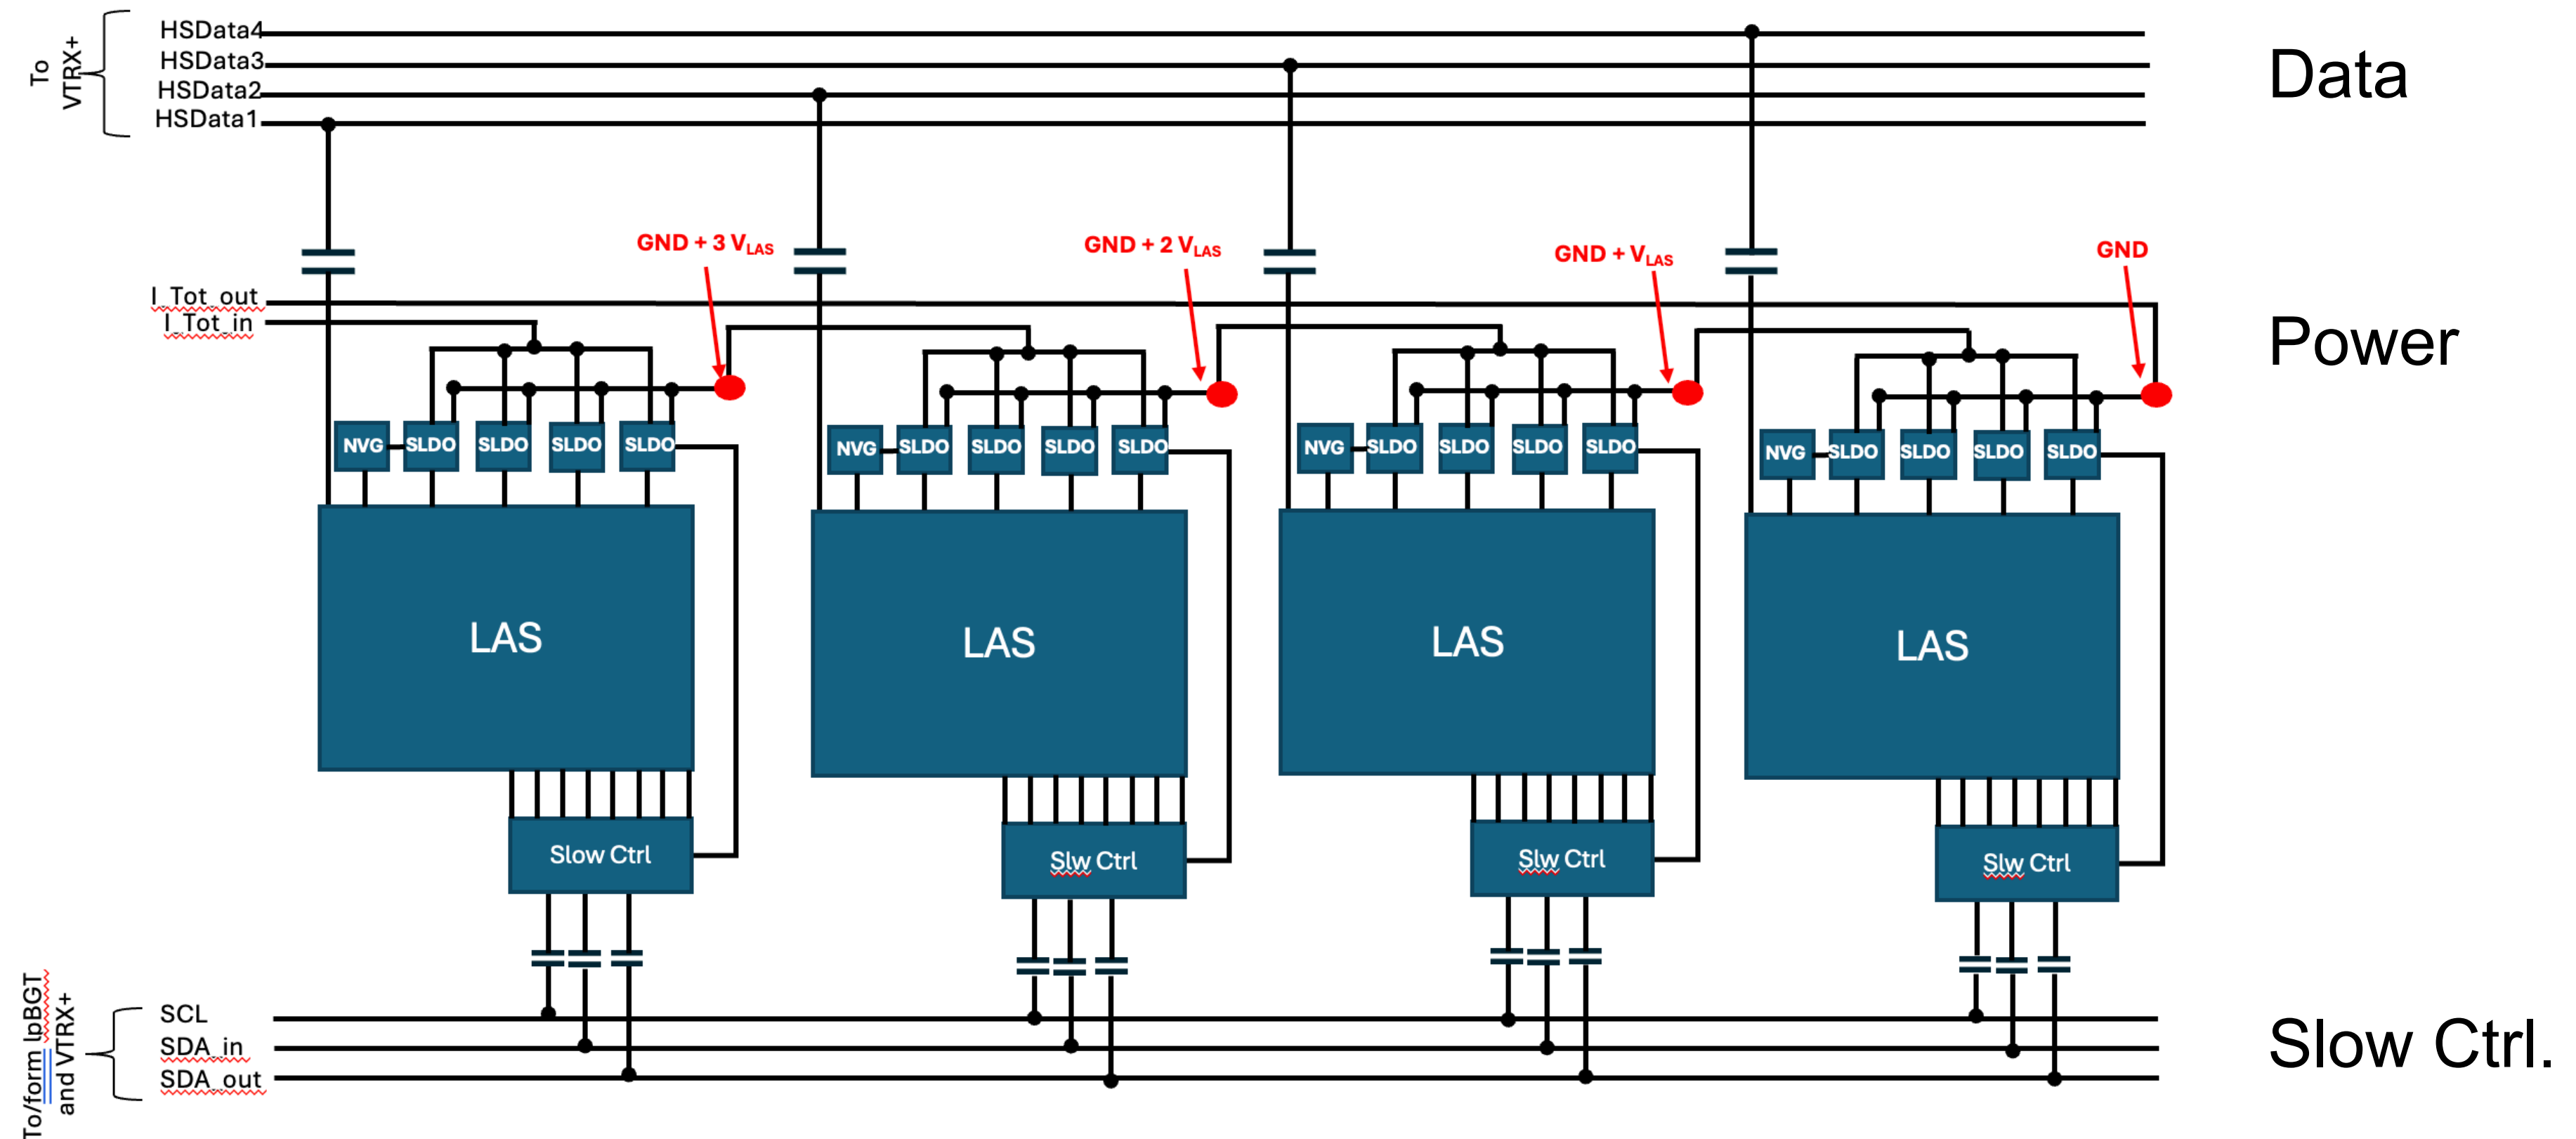 HSData4
HSData3
HSData2
HSData1
To
VTRX+
Data
GND + 3 VLAS
GND + 2 VLAS
GND + VLAS
GND
I_Tot_out
I_Tot_in
Power
NVG SLDO SLDO SLDO SLDO
NVG SLDO SLDO SLDO SLDO
NVG SLDO SLDO SLDO SLDO
NVG SLDO SLDO SLDO SLDO
LAS
LAS
LAS
LAS
Slow Ctrl
Slw Ctrl
Slw Ctrl
Slw Ctrl
To/form lpBGT
and VTRX+
SCL
SDA_in
SDA_out
Slow Ctrl.